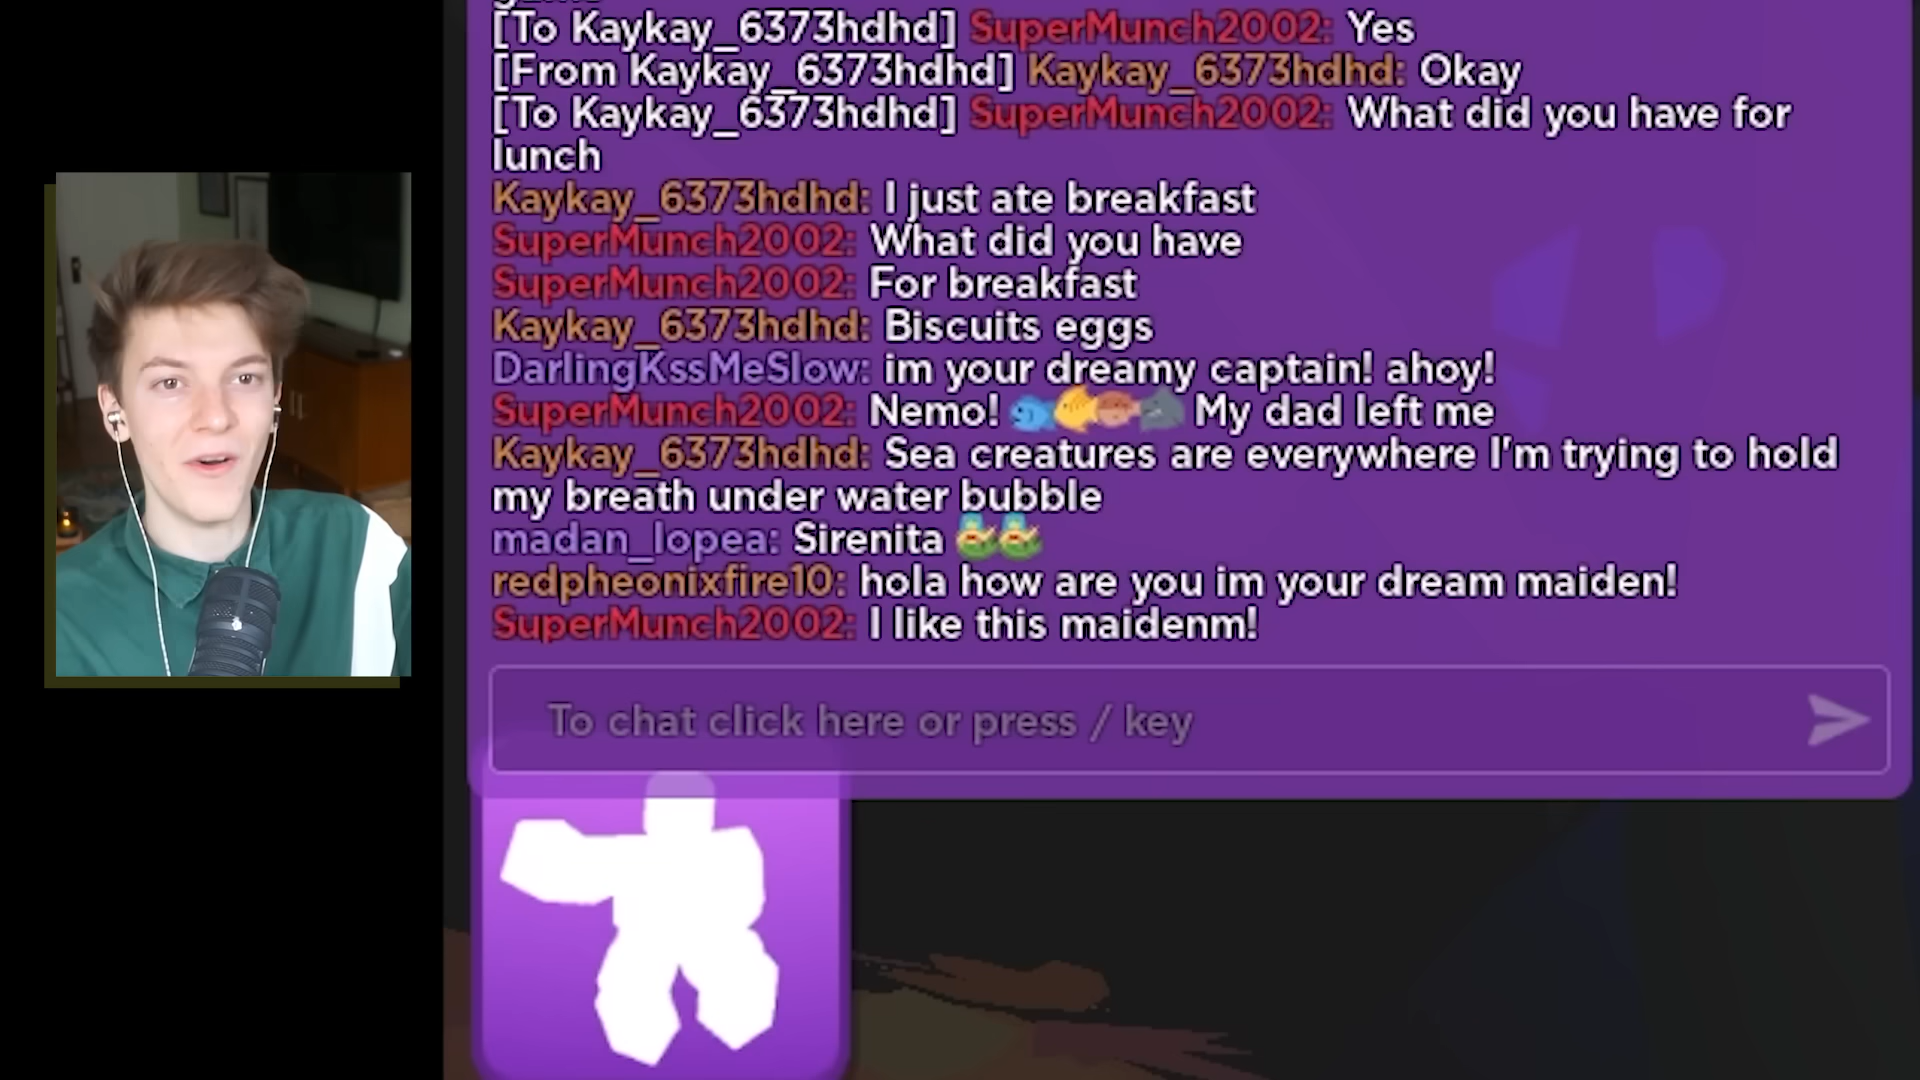 [To Kaykay_6373hdhd] SuperMunch2002: Yes
[From Kaykay_6373hdhd] Kaykay_6373hdhd: Okay
[To Kaykay_6373hdhd] SuperMunch2002: What did you have for
lunch
Kaykay_6373hdhd: I just ate breakfast
SuperMunch2002: What did you have
SuperMunch2002: For breakfast
Kaykay_6373hdhd: Biscuits eggs
DarlingKssMeSlow: im your dreamy captain! ahoy!
SuperMunch2002: Nemo! 🐟🐠🐡🦈 My dad left me
Kaykay_6373hdhd: Sea creatures are everywhere I'm trying to hold
my breath under water bubble
madan_lopea: Sirenita
redpheonixfire10: hola how are you im your dream maiden!
SuperMunch2002: I like this maidenm!
To chat click here or press / key